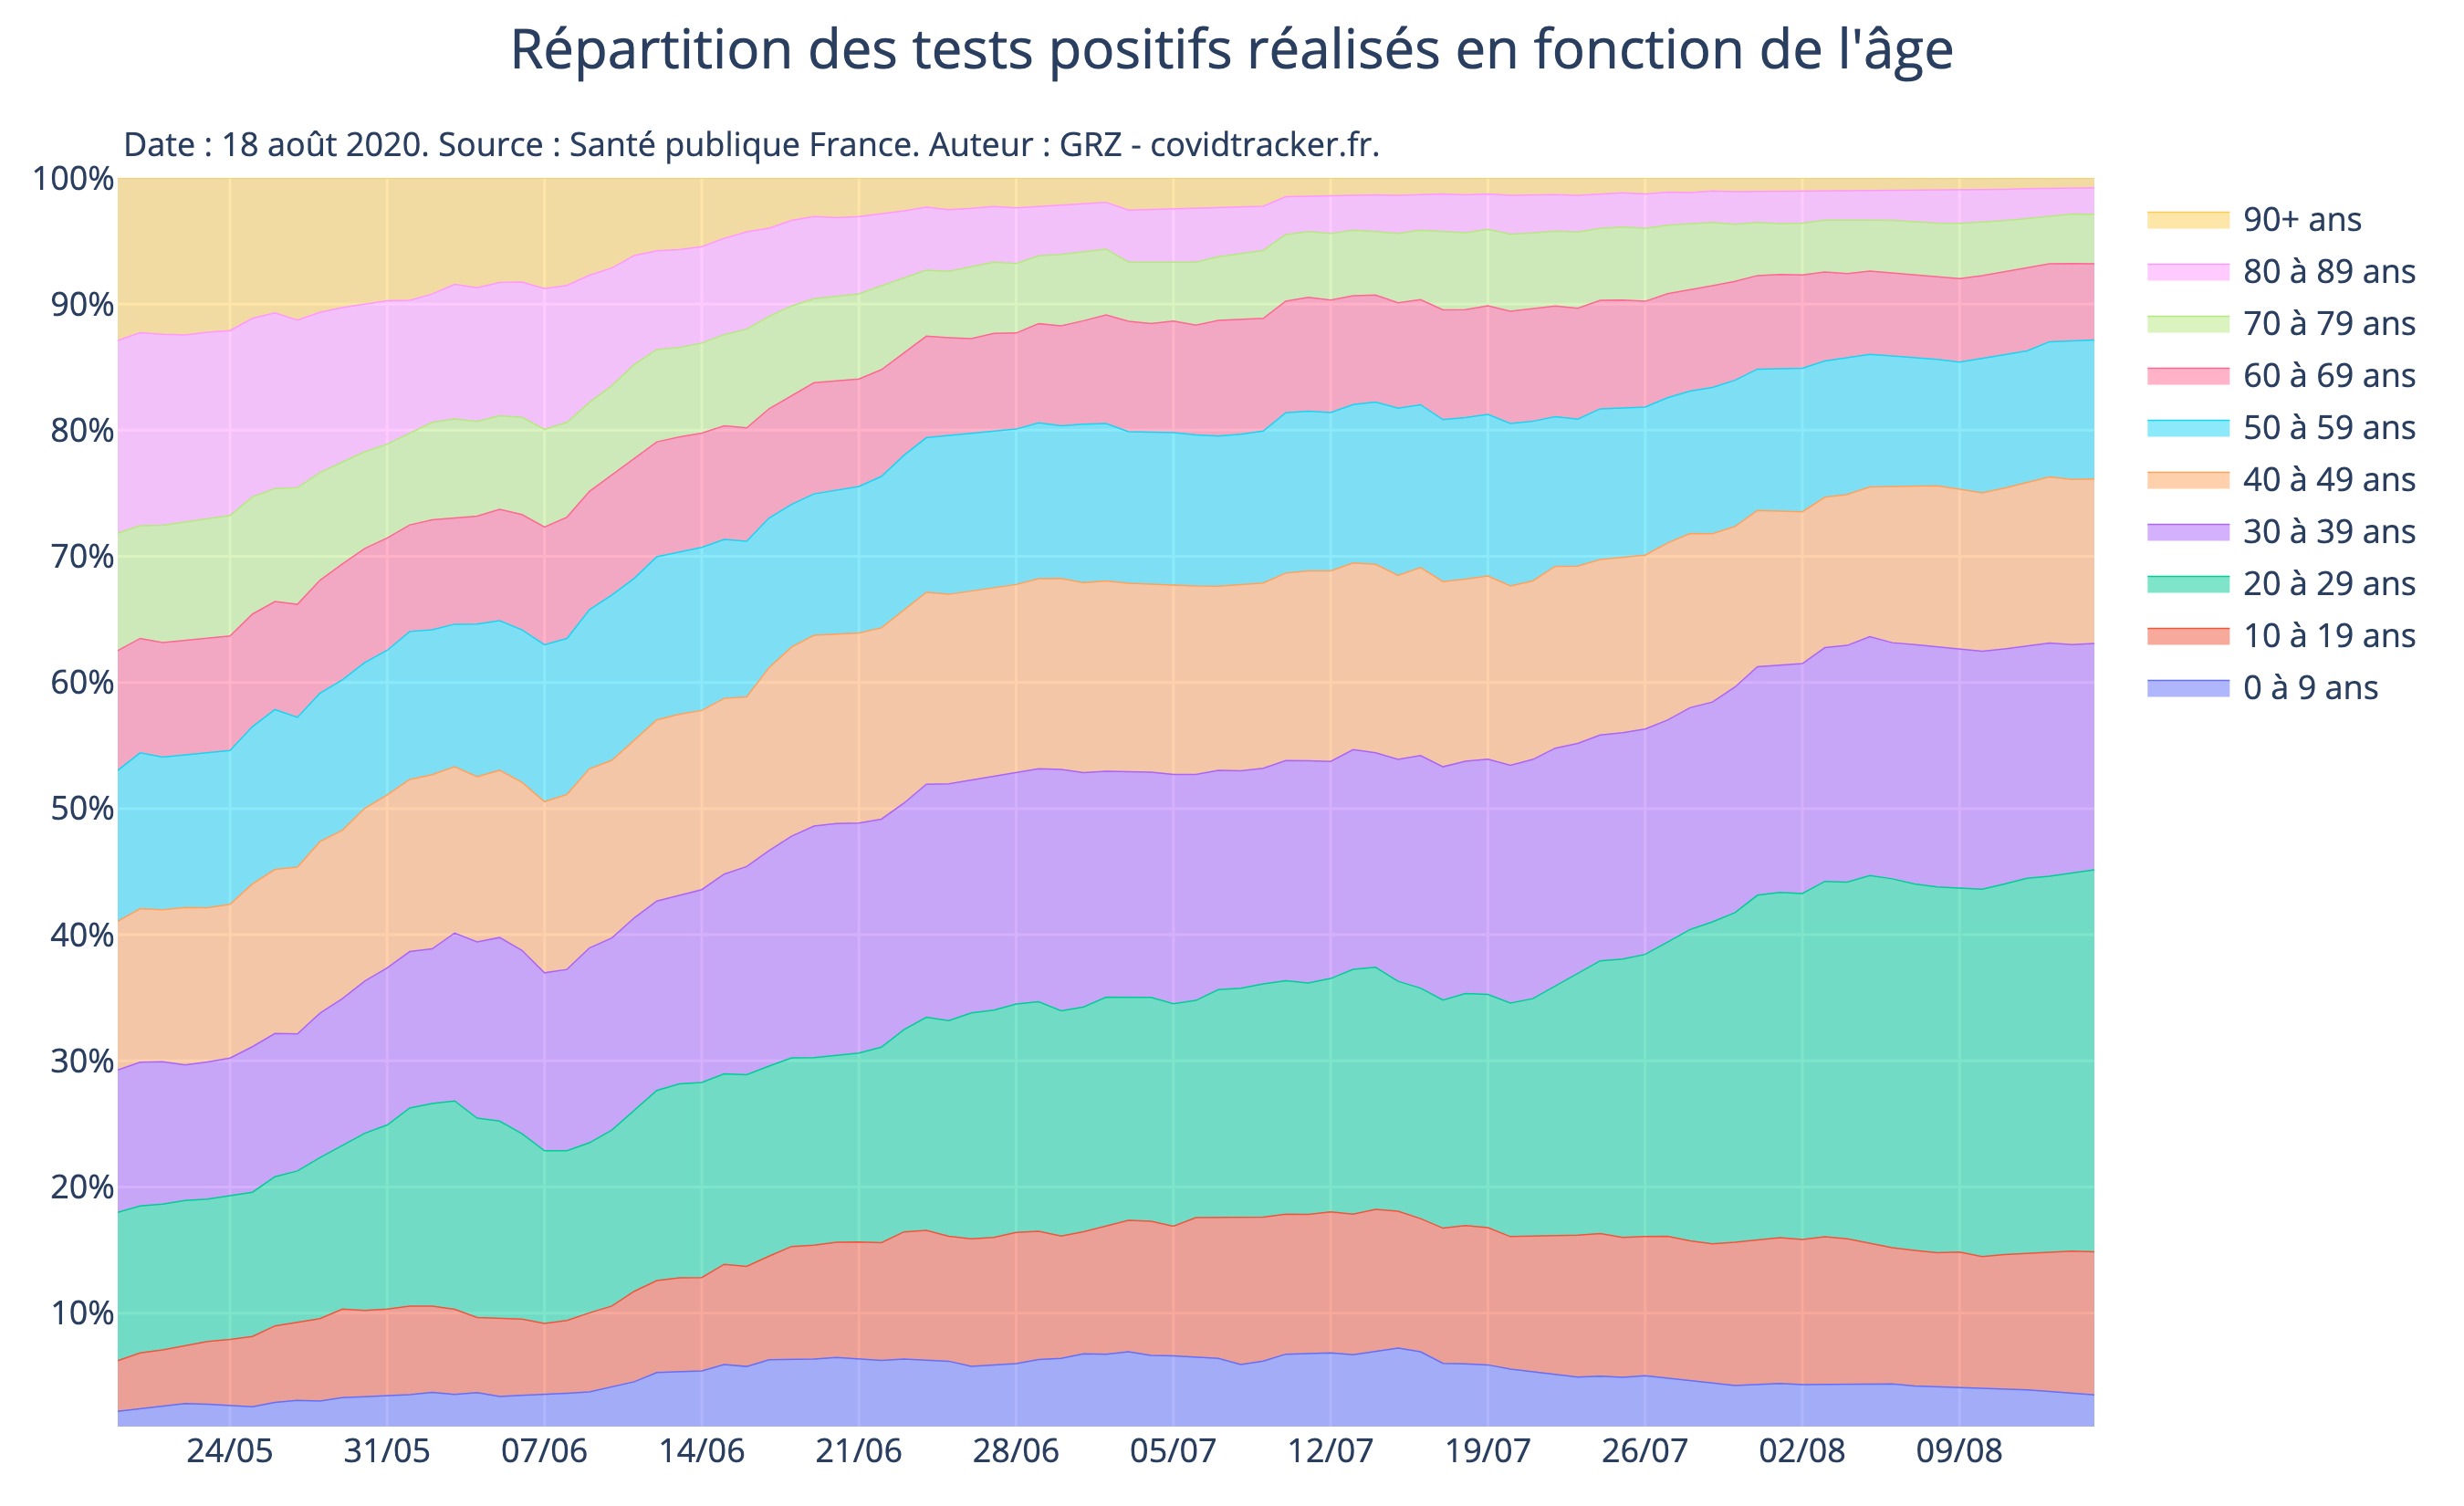 Répartition des tests positifs réalisés en fonction de l'âge
Date : 18 août 2020. Source : Santé publique France. Auteur : GRZ - covidtracker.fr.
100%
90%
80%
70%
60%
50%
40%
30%
20%
10%
24/05
31/05
07/06
14/06
21/06
28/06
05/07
12/07
19/07
26/07
02/08
09/08
90+ ans
80 à 89 ans
70 à 79 ans
60 à 69 ans
50 à 59 ans
40 à 49 ans
30 à 39 ans
20 à 29 ans
10 à 19 ans
0 à 9 ans